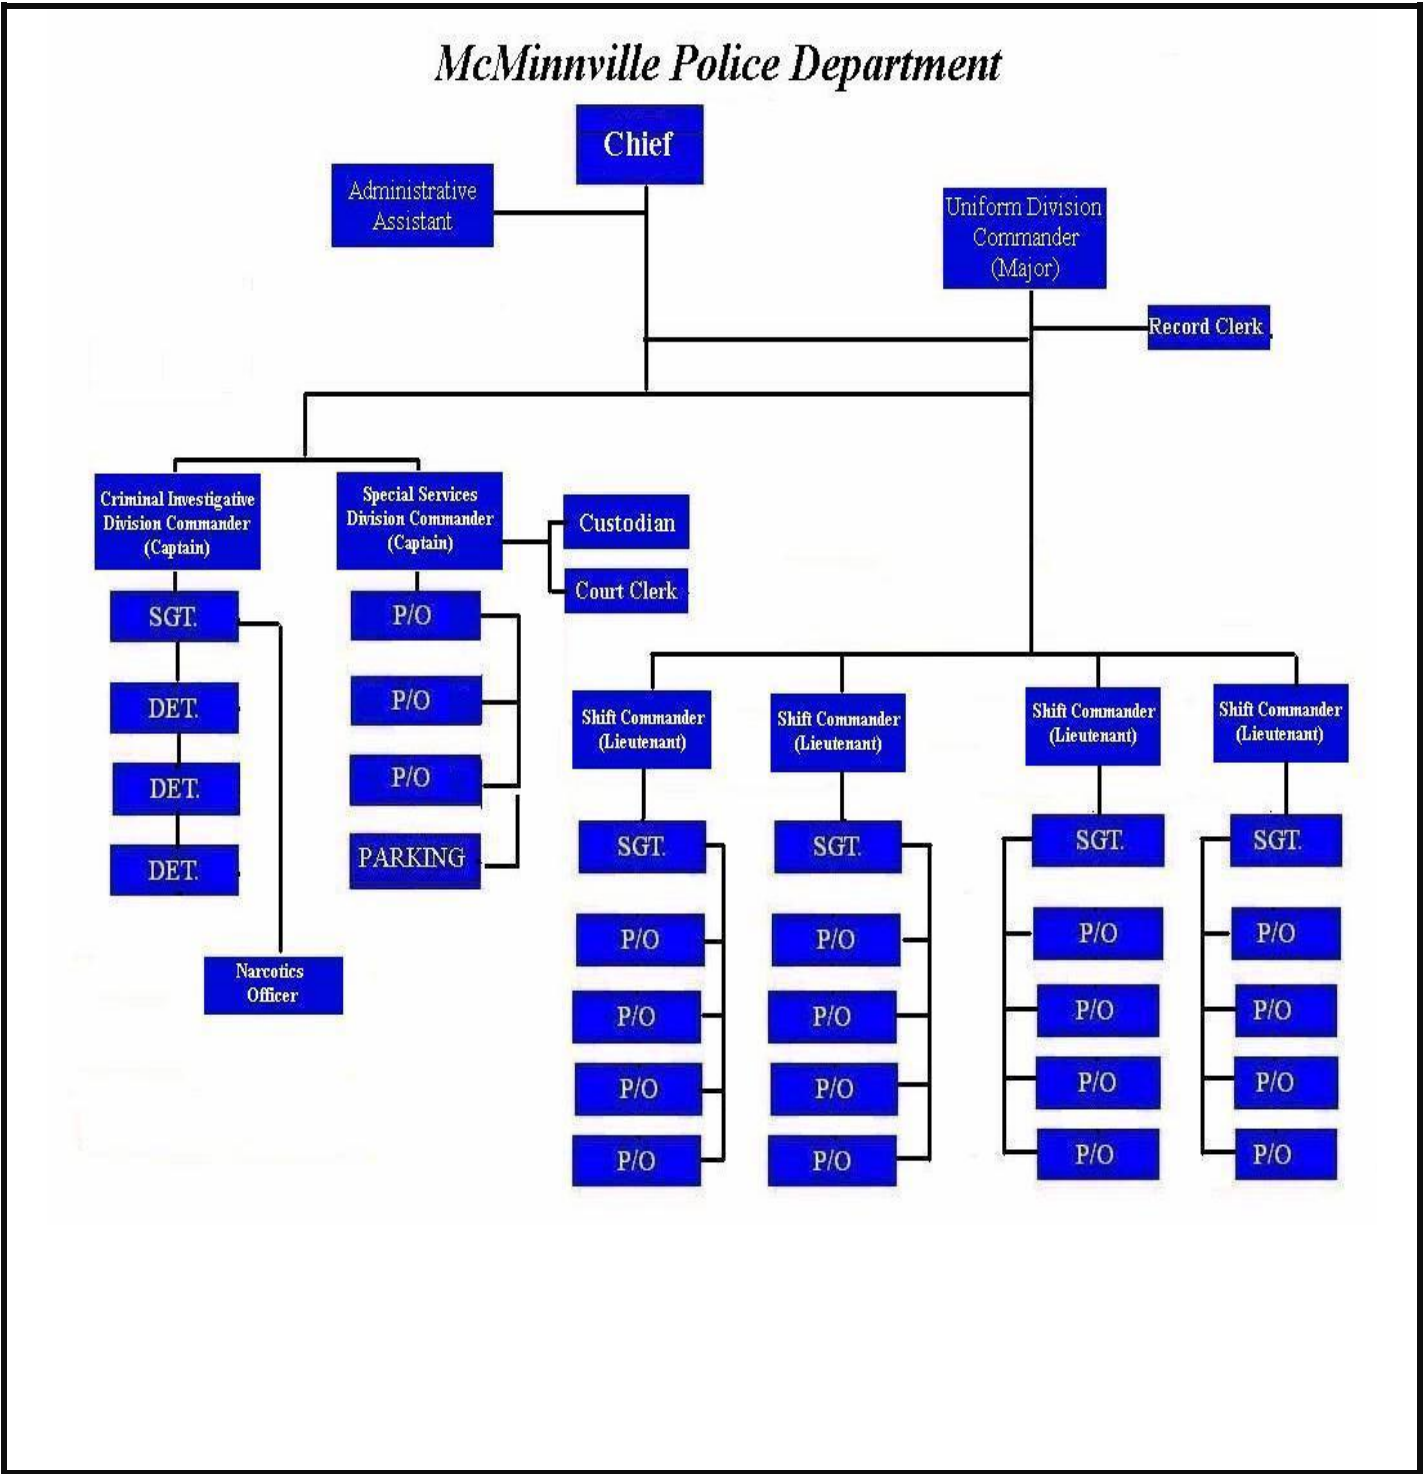 McMinnville Police Department
Chief
Administrative
Assistant
Uniform Division
Commander
(Major)
Record Clerk
Criminal Investigative
Division Commander
(Captain)
Special Services
Division Commander
(Captain)
Custodian
Court Clerk
SGT.
DET.
DET.
DET.
Narcotics
Officer
P/O
P/O
P/O
PARKING
Shift Commander
(Lieutenant)
SGT.
P/O
P/O
P/O
P/O
Shift Commander
(Lieutenant)
SGT.
P/O
P/O
P/O
P/O
Shift Commander
(Lieutenant)
SGT.
P/O
P/O
P/O
P/O
Shift Commander
(Lieutenant)
SGT.
P/O
P/O
P/O
P/O